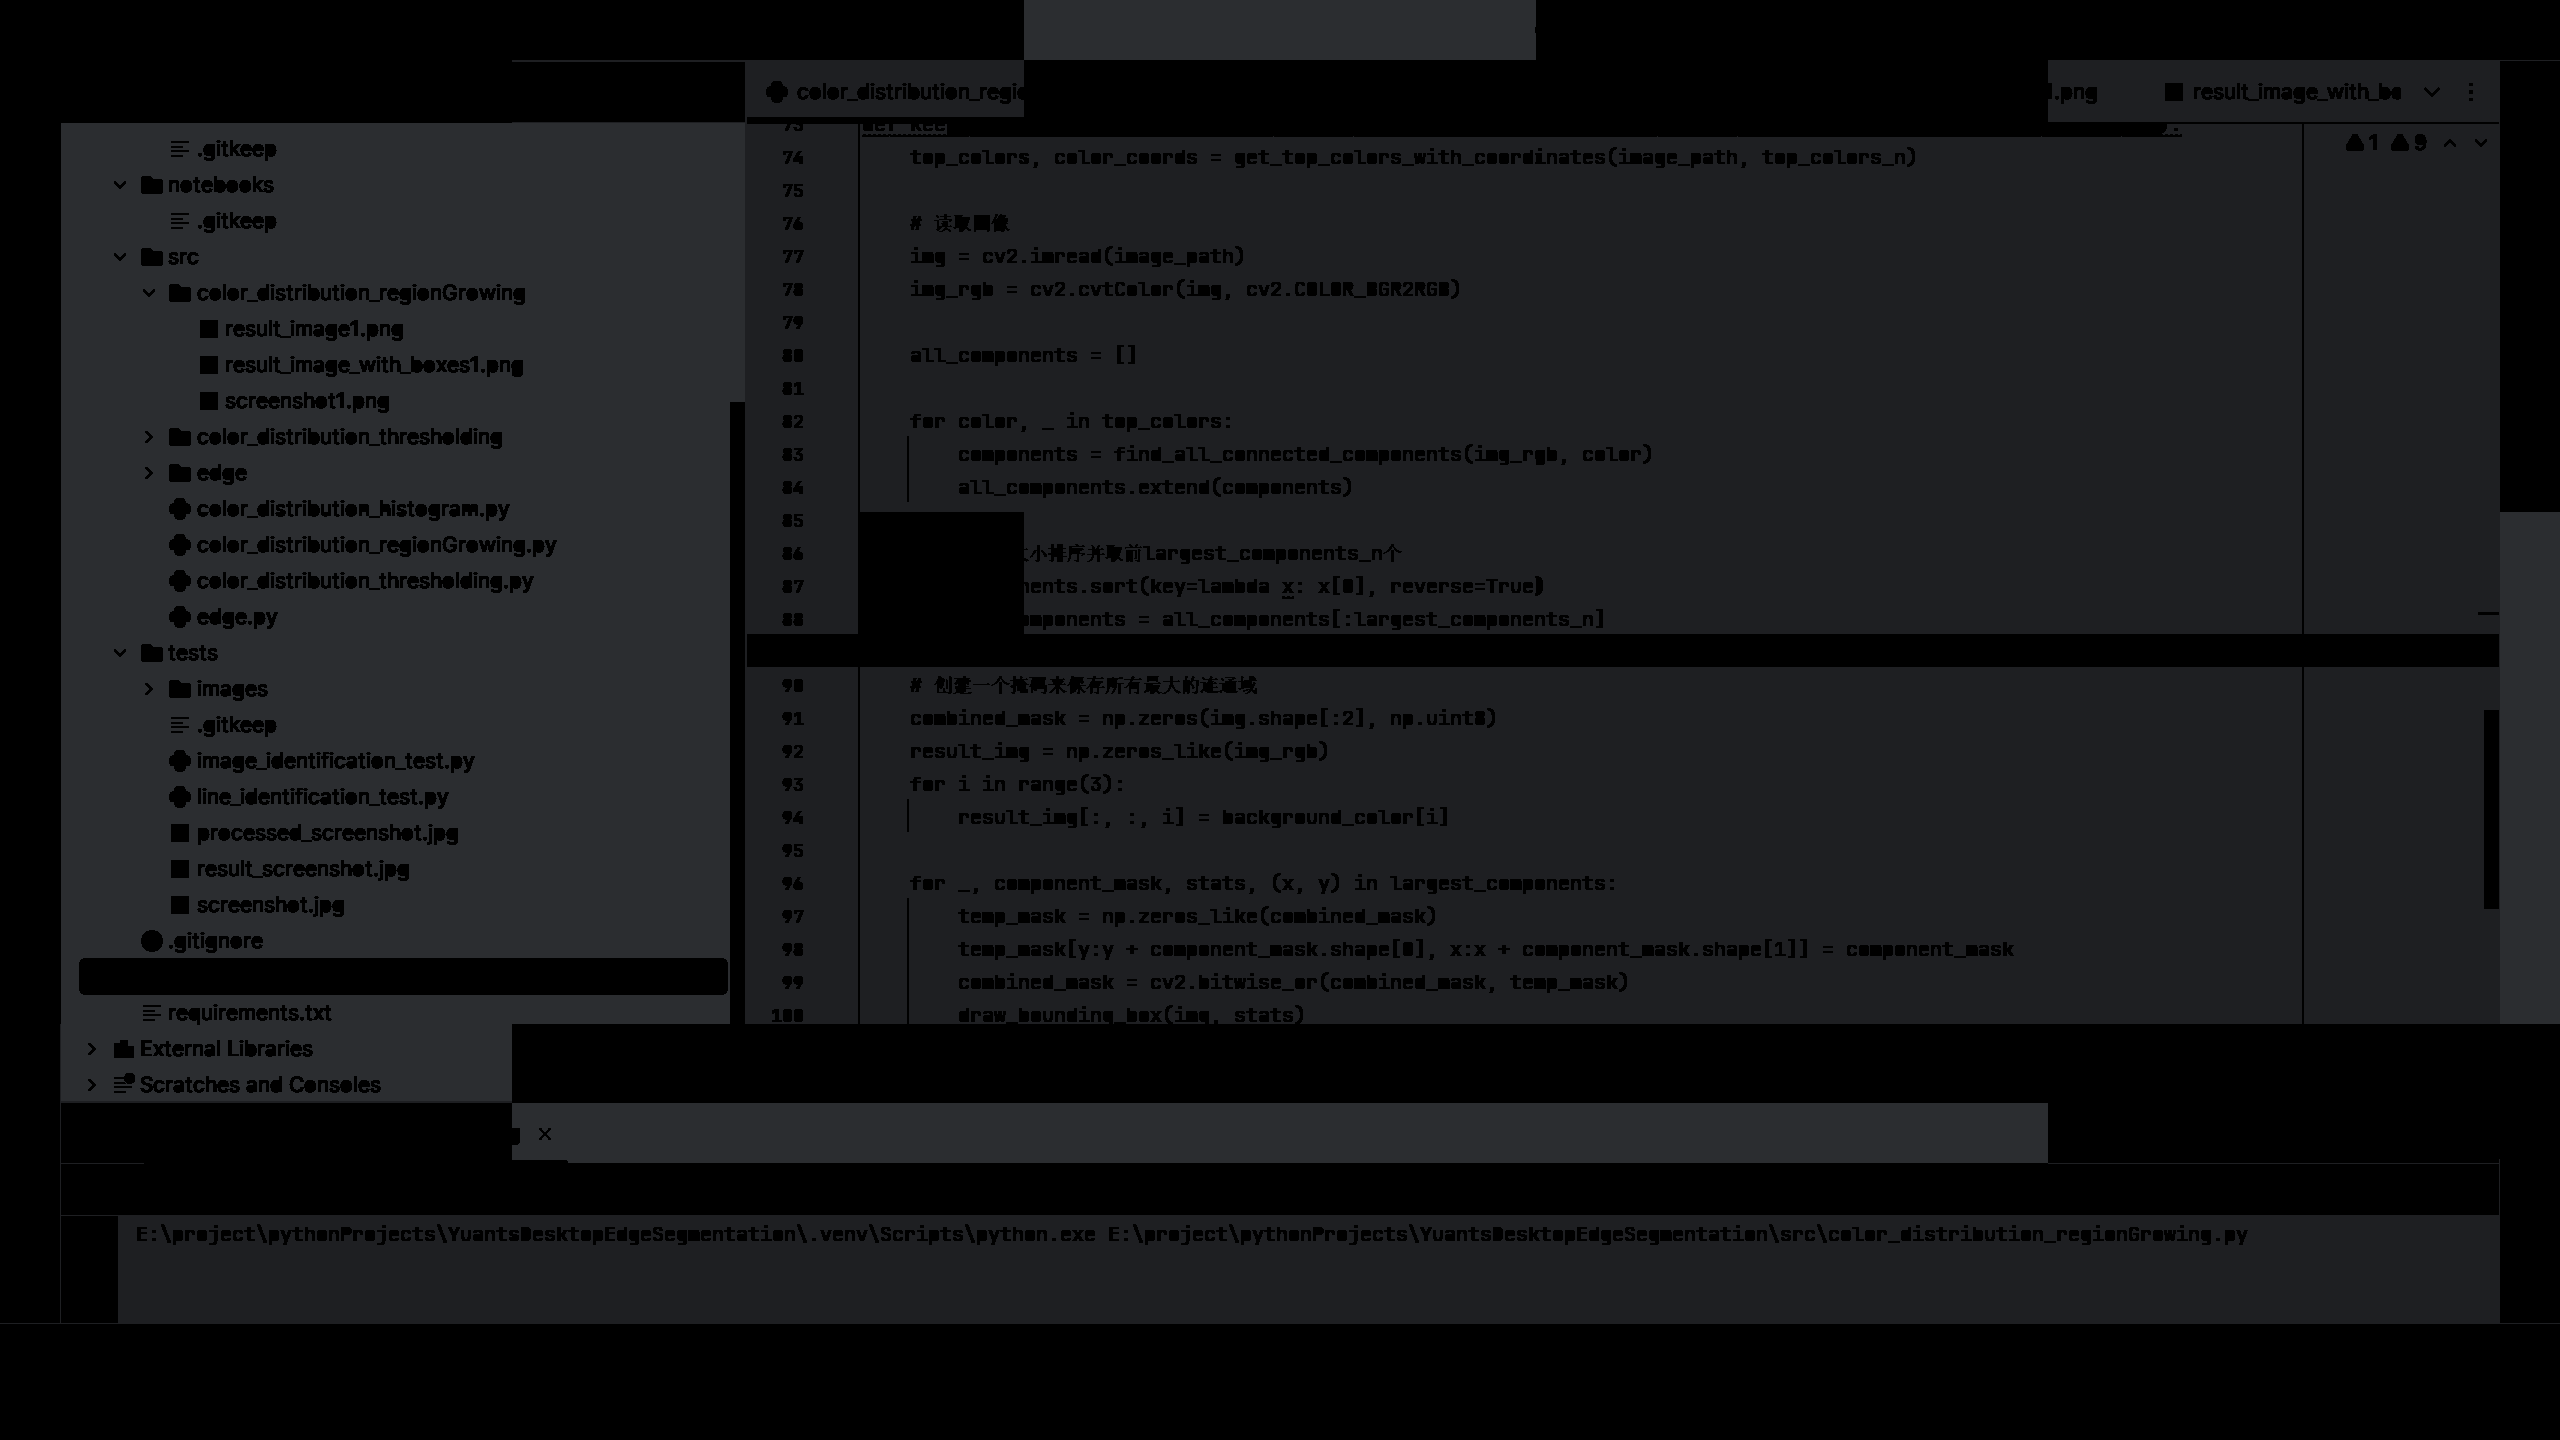 color_distribution_regio
.png
result_image_with_bo
1
9
.gitkeep
notebooks
.gitkeep
src
color_distribution_regionGrowing
result_image1.png
result_image_with_boxes1.png
screenshot1.png
color_distribution_thresholding
edge
color_distribution_histogram.py
color_distribution_regionGrowing.py
color_distribution_thresholding.py
edge.py
tests
images
.gitkeep
image_identification_test.py
line_identification_test.py
processed_screenshot.jpg
result_screenshot.jpg
screenshot.jpg
.gitignore
requirements.txt
External Libraries
Scratches and Consoles
74 top_colors, color_coords = get_top_colors_with_coordinates(image_path, top_colors_n)
75
76 # 读取图像
77 img = cv2.imread(image_path)
78 img_rgb = cv2.cvtColor(img, cv2.COLOR_BGR2RGB)
79
80 all_components = []
81
82 for color, _ in top_colors:
83 components = find_all_connected_components(img_rgb, color)
84 all_components.extend(components)
85
86 小排序并取前largest_components_n个
87 nents.sort(key=lambda x: x[0], reverse=True)
88 mponents = all_components[:largest_components_n]
90 # 创建一个掩码来保存所有最大的连通域
91 combined_mask = np.zeros(img.shape[:2], np.uint8)
92 result_img = np.zeros_like(img_rgb)
93 for i in range(3):
94 result_img[:, :, i] = background_color[i]
95
96 for _, component_mask, stats, (x, y) in largest_components:
97 temp_mask = np.zeros_like(combined_mask)
98 temp_mask[y:y + component_mask.shape[0], x:x + component_mask.shape[1]] = component_mask
99 combined_mask = cv2.bitwise_or(combined_mask, temp_mask)
100 draw_bounding_box(img, stats)
E:\project\pythonProjects\YuantsDesktopEdgeSegmentation\.venv\Scripts\python.exe E:\project\pythonProjects\YuantsDesktopEdgeSegmentation\src\color_distribution_regionGrowing.py